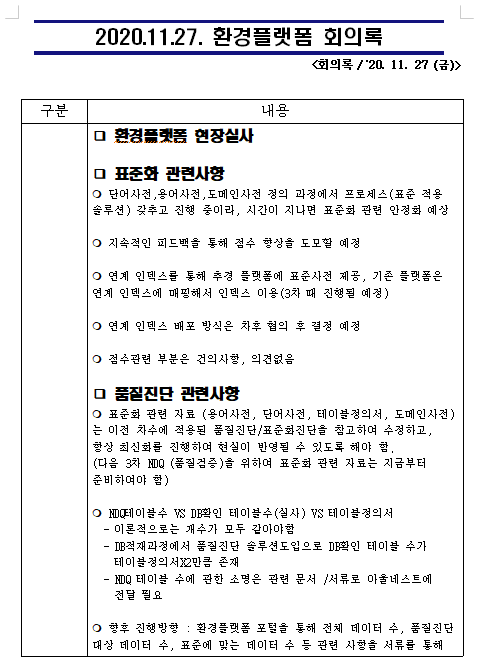 2020.11.27. 환경플랫폼 회의록
<회의록 /'20. 11. 27 (금)>
구분 내용
□ 환경플랫폼 현장실사
□ 표준화 관련사항
○ 단어사전,용어사전,도메인사전 정의 과정에서 프로세스(표준 적용
솔루션) 갖추고 진행 중이라, 시간이 지나면 표준화 관련 안정화 예상
○ 지속적인 피드백을 통해 점수 향상을 도모할 예정
○ 연계 인덱스를 통해 추경 플랫폼에 표준사전 제공, 기존 플랫폼은
연계 인덱스에 매핑해서 인덱스 이용(3차 때 진행될 예정)
○ 연계 인덱스 배포 방식은 차후 협의 후 결정 예정
○ 점수관련 부분은 건의사항, 의견없음
□ 품질진단 관련사항
○ 표준화 관련 자료 (용어사전, 단어사전, 테이블정의서, 도메인사전)
는 이전 차수에 적용된 품질진단/표준화진단을 참고하여 수정하고,
항상 최신화를 진행하여 현실이 반영될 수 있도록 해야 함.
(다음 3차 NDQ (품질검증)을 위하여 표준화 관련 자료는 지금부터
준비하여야 함)
○ NDQ테이블수 VS DB확인 테이블수(실사) VS 테이블정의서
- 이론적으로는 개수가 모두 같아야함
- DB적재과정에서 품질진단 솔루션도입으로 DB확인 테이블 수가
테이블정의서X2만큼 존재
- NDQ 테이블 수에 관한 소명은 관련 문서 /서류로 아울네스트에
전달 필요
○ 향후 진행방향 : 환경플랫폼 포털을 통해 전체 데이터 수, 품질진단
대상 데이터 수, 표준에 맞는 데이터 수 등 관련 사항을 서류를 통해